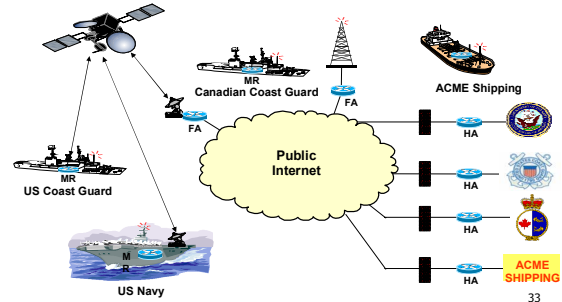 MR
Canadian Coast Guard
ACME Shipping
FA
FA
HA
Public
Internet
MR
US Coast Guard
HA
HA
M
R
US Navy
HA
ACME
SHIPPING
33